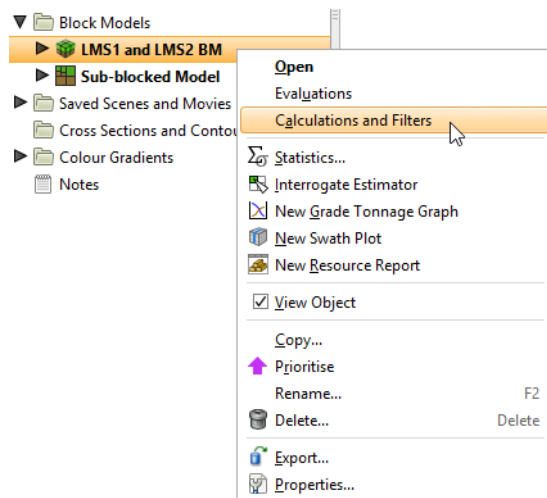 Block Models
LMS1 and LMS2 BM
Sub-blocked Model
Saved Scenes and Movies
Cross Sections and Contou
Colour Gradients
Notes
Open
Evaluations
Calculations and Filters
Statistics...
Interrogate Estimator
New Grade Tonnage Graph
New Swath Plot
New Resource Report
View Object
Copy...
Prioritise
Rename... F2
Delete... Delete
Export...
Properties...